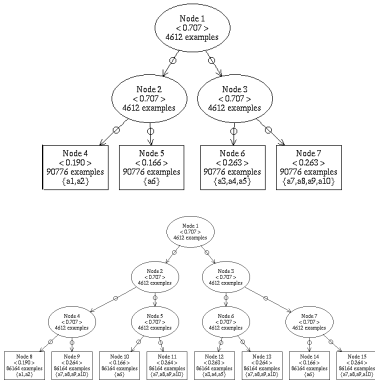 Node 1
< 0.707 >
4612 examples
Node 2
< 0.707 >
4612 examples
Node 3
< 0.707 >
4612 examples
Node 4
< 0.190 >
90776 examples
{a1,a2}
Node 5
< 0.166 >
90776 examples
{a6}
Node 6
< 0.263 >
90776 examples
{a3,a4,a5}
Node 7
< 0.263 >
90776 examples
{a7,a8,a9,a10}
Node 1
< 0.707 >
4612 examples
Node 2
< 0.707 >
4612 examples
Node 3
< 0.707 >
4612 examples
Node 4
< 0.707 >
4612 examples
Node 5
< 0.707 >
4612 examples
Node 6
< 0.707 >
4612 examples
Node 7
< 0.707 >
4612 examples
Node 8
< 0.190 >
86164 examples
{a1,a2}
Node 9
< 0.264 >
86164 examples
{a7,a8,a9,a10}
Node 10
< 0.166 >
86164 examples
{a6}
Node 11
< 0.264 >
86164 examples
{a7,a8,a9,a10}
Node 12
< 0.263 >
86164 examples
{a3,a4,a5}
Node 13
< 0.264 >
86164 examples
{a7,a8,a9,a10}
Node 14
< 0.166 >
86164 examples
{a6}
Node 15
< 0.264 >
86164 examples
{a7,a8,a9,a10}